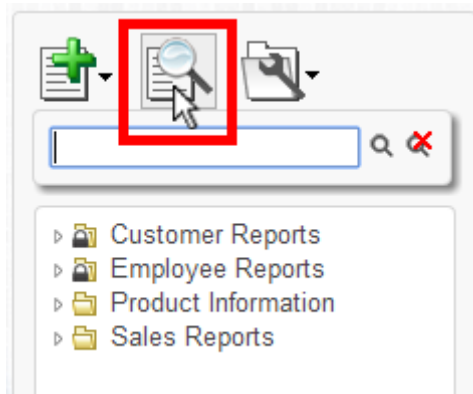 Customer Reports
Employee Reports
Product Information
Sales Reports